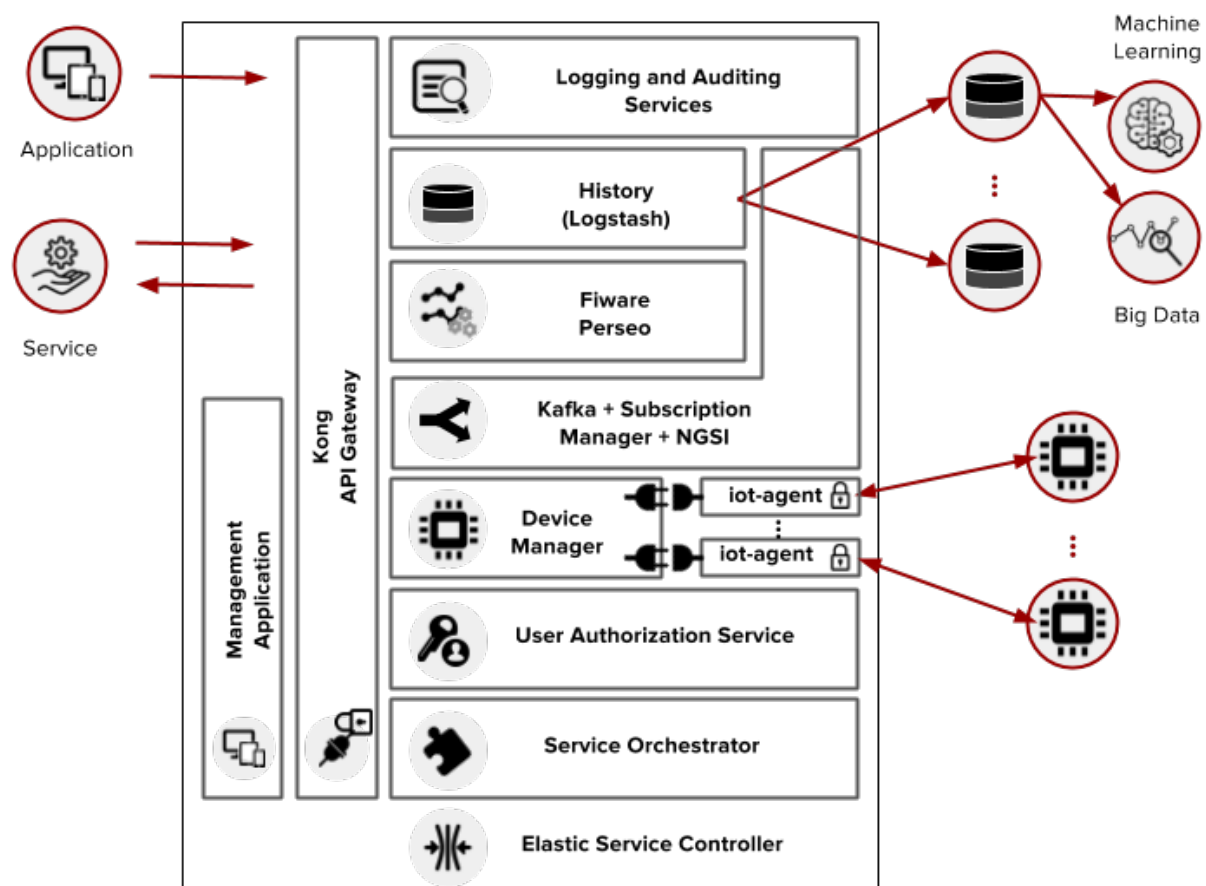 Machine
Learning
Application
Logging and Auditing
Services
History
(Logstash)
Service
Fiware
Perseo
Big Data
Kong
API Gateway
Kafka + Subscription
Manager + NGSI
Management
Application
Device
Manager
iot-agent
iot-agent
User Authorization Service
Service Orchestrator
Elastic Service Controller